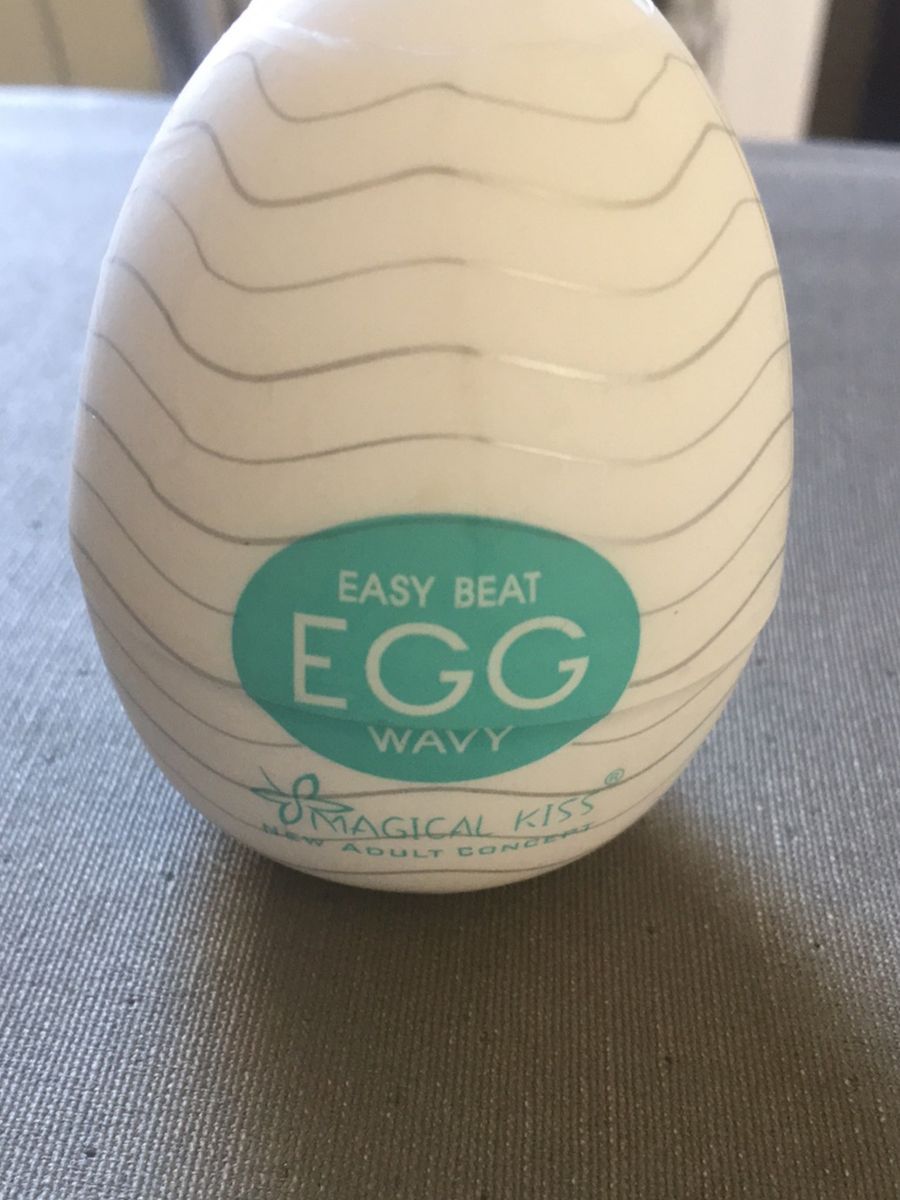 EASY BEAT
EGG
WAVY
MAGICAL KISS®
NEW ADULT CONCEPT